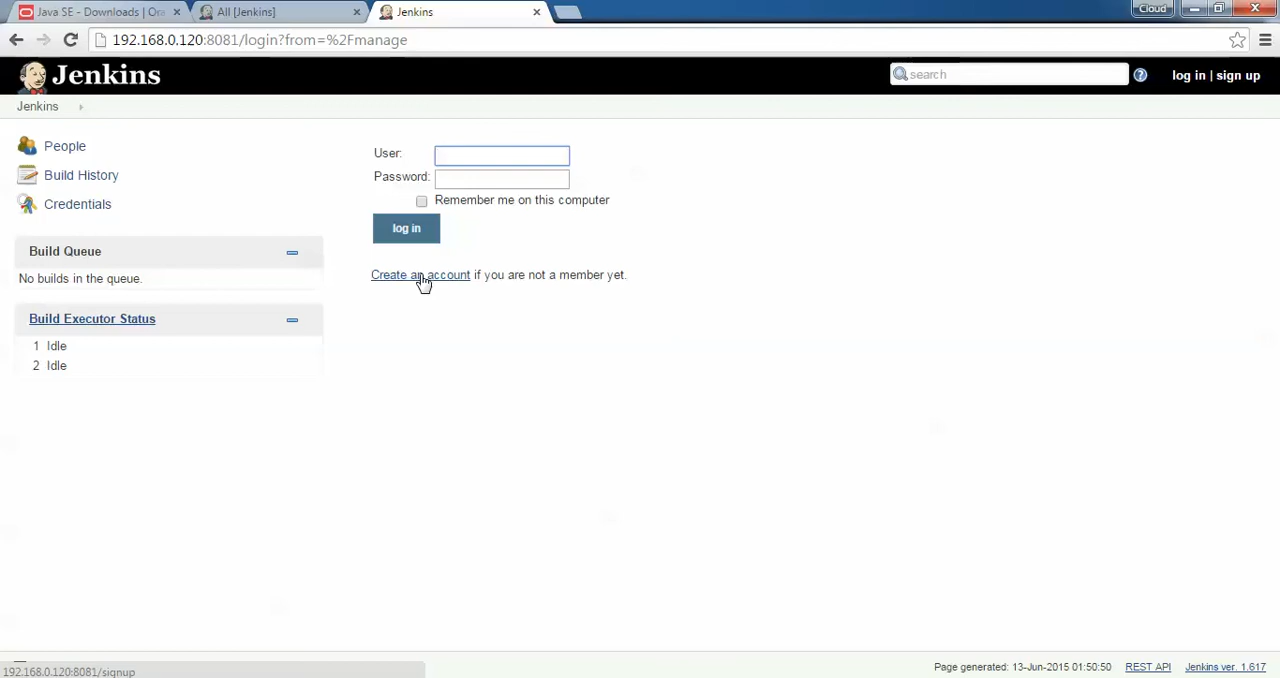 Java SE - Downloads | Ora
All [Jenkins]
Jenkins
Cloud
192.168.0.120:8081/login?from=%2Fmanage
Jenkins
search
log in | sign up
Jenkins
People
Build History
Credentials
Build Queue
No builds in the queue.
Build Executor Status
1 Idle
2 Idle
User:
Password:
Remember me on this computer
log in
Create an account if you are not a member yet.
192.168.0.120:8081/signup
Page generated: 13-Jun-2015 01:50:50 REST API Jenkins ver. 1.617